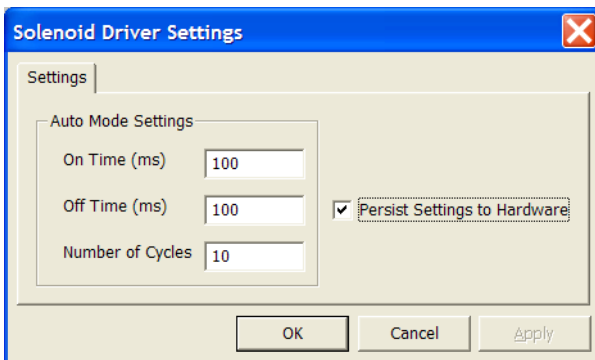 Solenoid Driver Settings
Settings
Auto Mode Settings
On Time (ms) 100
Off Time (ms) 100
Persist Settings to Hardware
Number of Cycles 10
OK Cancel Apply